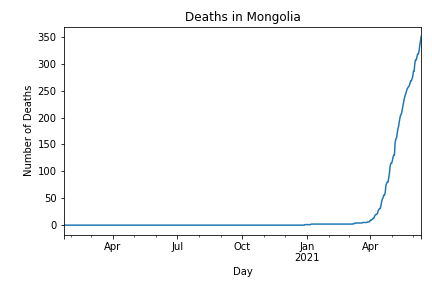 Deaths in Mongolia
Number of Deaths
350
300
250
200
150
100
50
0
Apr
Jul
Oct
Jan
2021
Apr
Day